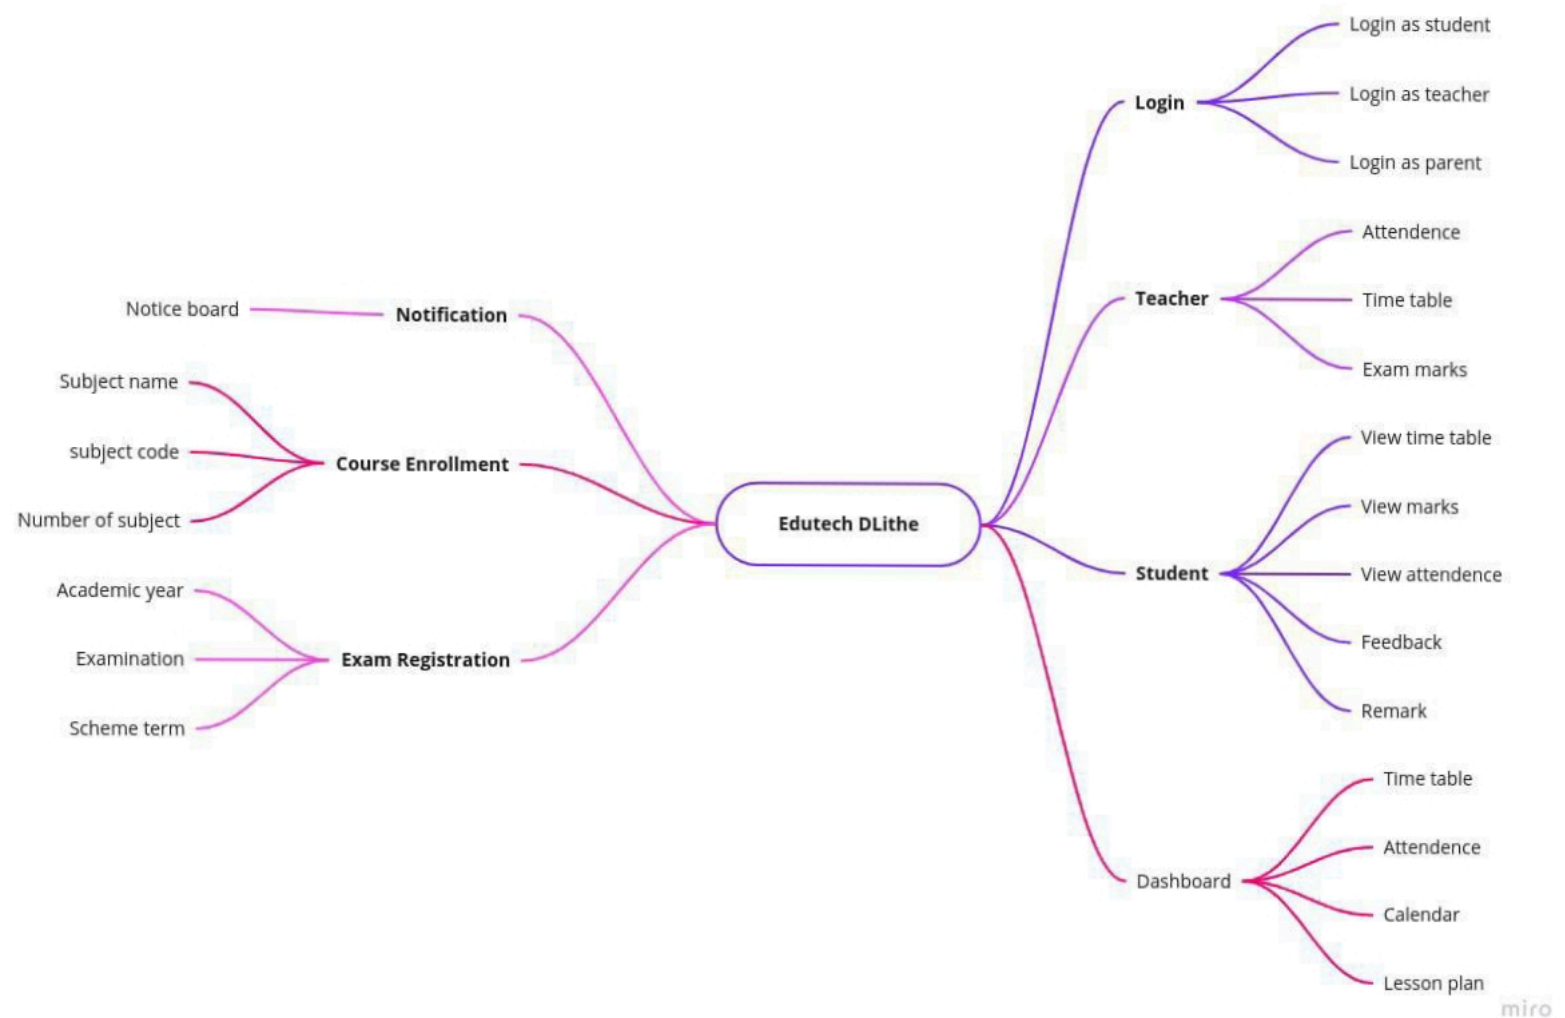 Notification
Notice board
Course Enrollment
Subject name
subject code
Number of subject
Exam Registration
Academic year
Examination
Scheme term
Edutech DLithe
Login
Login as student
Login as teacher
Login as parent
Teacher
Attendence
Time table
Exam marks
Student
View time table
View marks
View attendence
Feedback
Remark
Dashboard
Time table
Attendence
Calendar
Lesson plan
miro